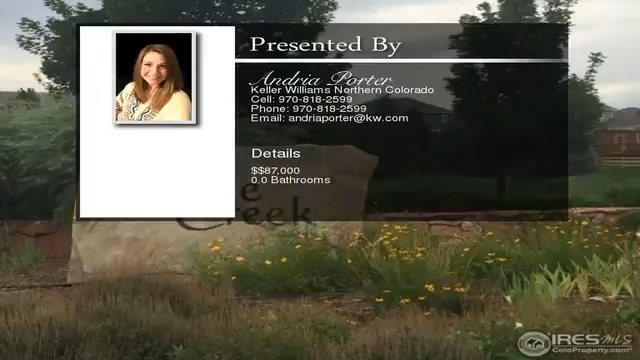 Presented By
Andria Porter
Keller Williams Northern Colorado
Cell: 970-818-2599
Phone: 970-818-2599
Email: andriaporter@kw.com
Details
$$87,000
0.0 Bathrooms
Creek
IRES MLS
ColoProperty.com